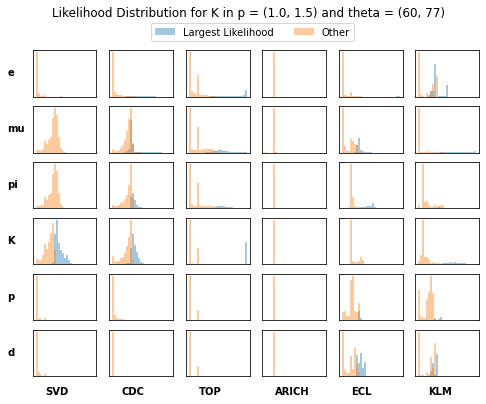 Likelihood Distribution for K in p = (1.0, 1.5) and theta = (60, 77)
Largest Likelihood Other
e
mu
pi
K
p
d
SVD CDC TOP ARICH ECL KLM